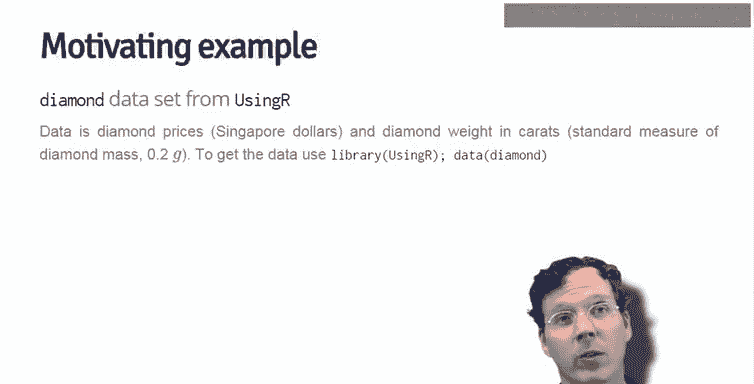 Motivating example
diamond data set from UsingR
Data is diamond prices (Singapore dollars) and diamond weight in carats (standard measure of
diamond mass, 0.2 g). To get the data use library(UsingR); data(diamond)